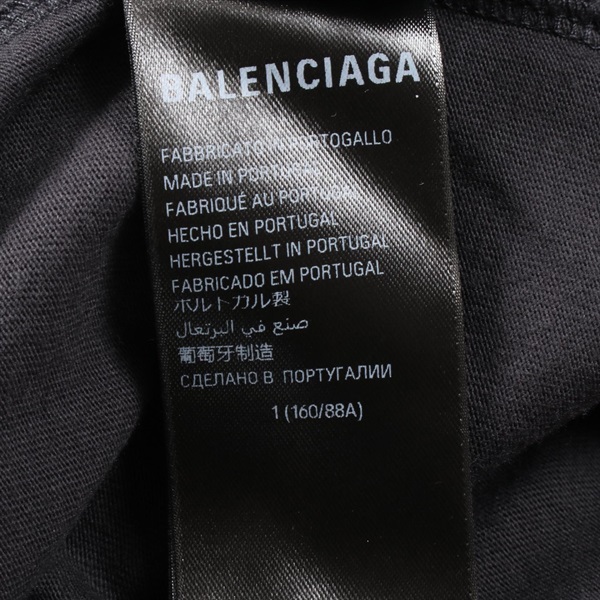 BALENCIAGA
FABBRICATO IN PORTOGALLO
MADE IN PORTUGAL
FABRIQUÉ AU PORTUGAL
HECHO EN PORTUGAL
HERGESTELLT IN PORTUGAL
FABRICADO EM PORTUGAL
ポルトガル製
صنع في البرتغال
葡萄牙制造
СДЕЛАНО В ПОРТУГАЛИИ
1 (160/88A)